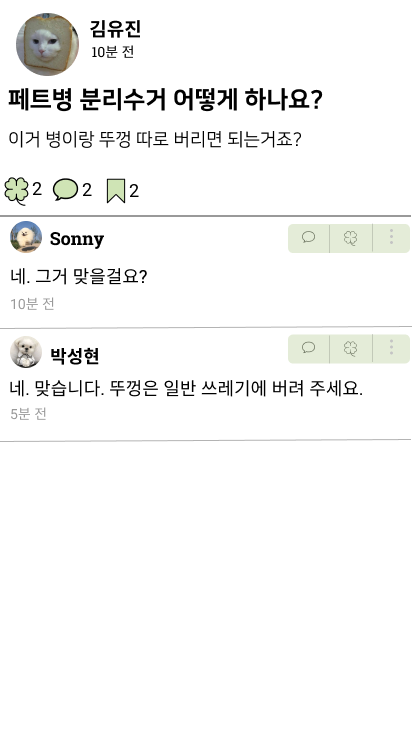 김유진
10분 전
페트병 분리수거 어떻게 하나요?
이거 병이랑 뚜껑 따로 버리면 되는거죠?
2 2 2
Sonny
네. 그거 맞을걸요?
10분 전
박성현
네. 맞습니다. 뚜껑은 일반 쓰레기에 버려 주세요.
5분 전